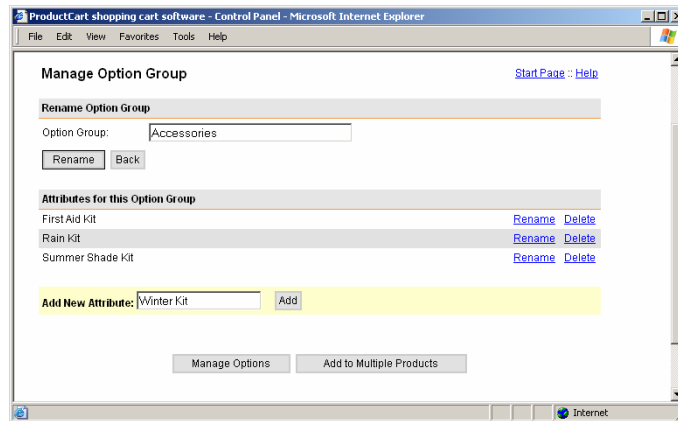 ProductCart shopping cart software - Control Panel - Microsoft Internet Explorer
File Edit View Favorites Tools Help
Manage Option Group Start Page :: Help
Rename Option Group
Option Group: Accessories
Rename Back
Attributes for this Option Group
First Aid Kit Rename Delete
Rain Kit Rename Delete
Summer Shade Kit Rename Delete
Add New Attribute: Winter Kit Add
Manage Options Add to Multiple Products
Internet